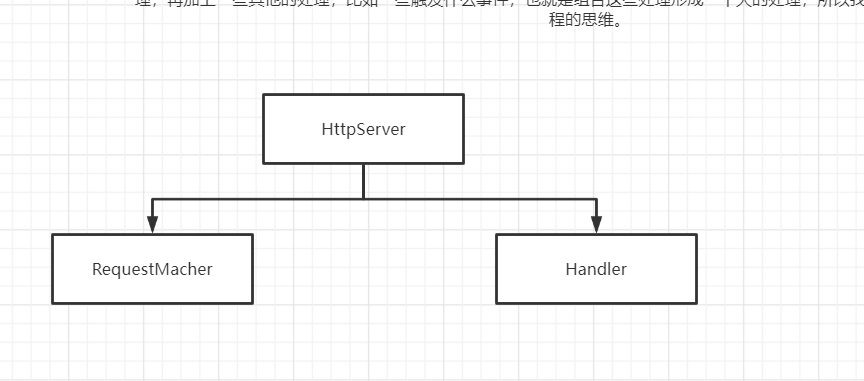 理，再加上一些其他的处理，比如一些触发什么事件，也就是组合这些处理形成一个大的处理，所以我
程的思维。
HttpServer
RequestMacher
Handler